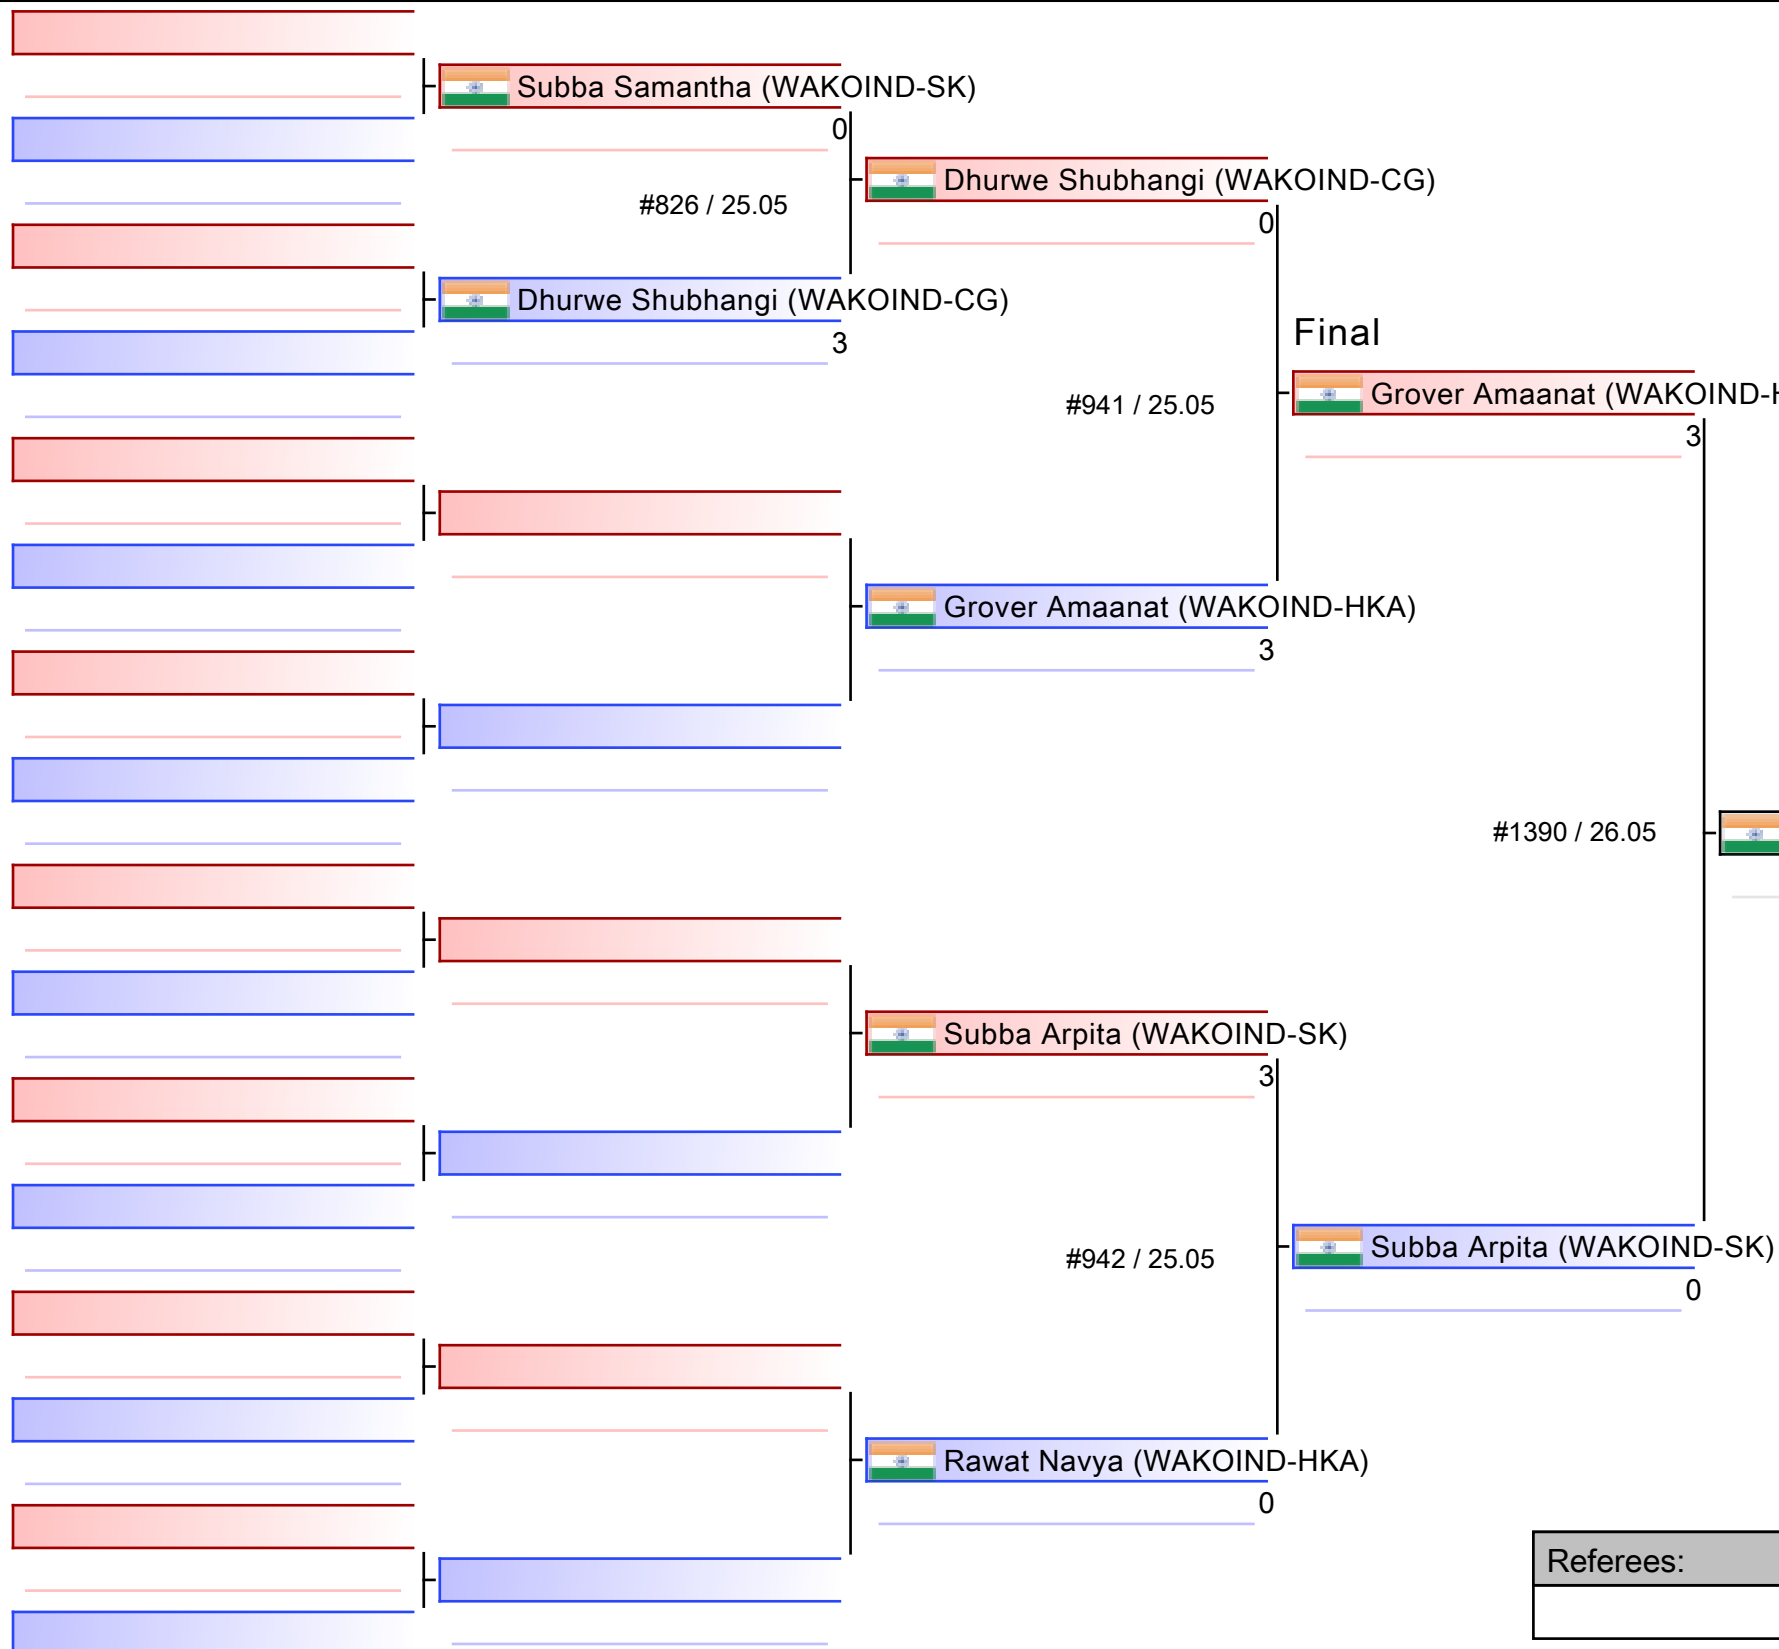 Subba Samantha (WAKOIND-SK)
0
#826 / 25.05
Dhurwe Shubhangi (WAKOIND-CG)
3
Dhurwe Shubhangi (WAKOIND-CG)
0
#941 / 25.05
Grover Amaanat (WAKOIND-HKA)
3
Subba Arpita (WAKOIND-SK)
3
#942 / 25.05
Rawat Navya (WAKOIND-HKA)
0
Final
Grover Amaanat (WAKOIND-H
3
#1390 / 26.05
Subba Arpita (WAKOIND-SK)
0
Referees: